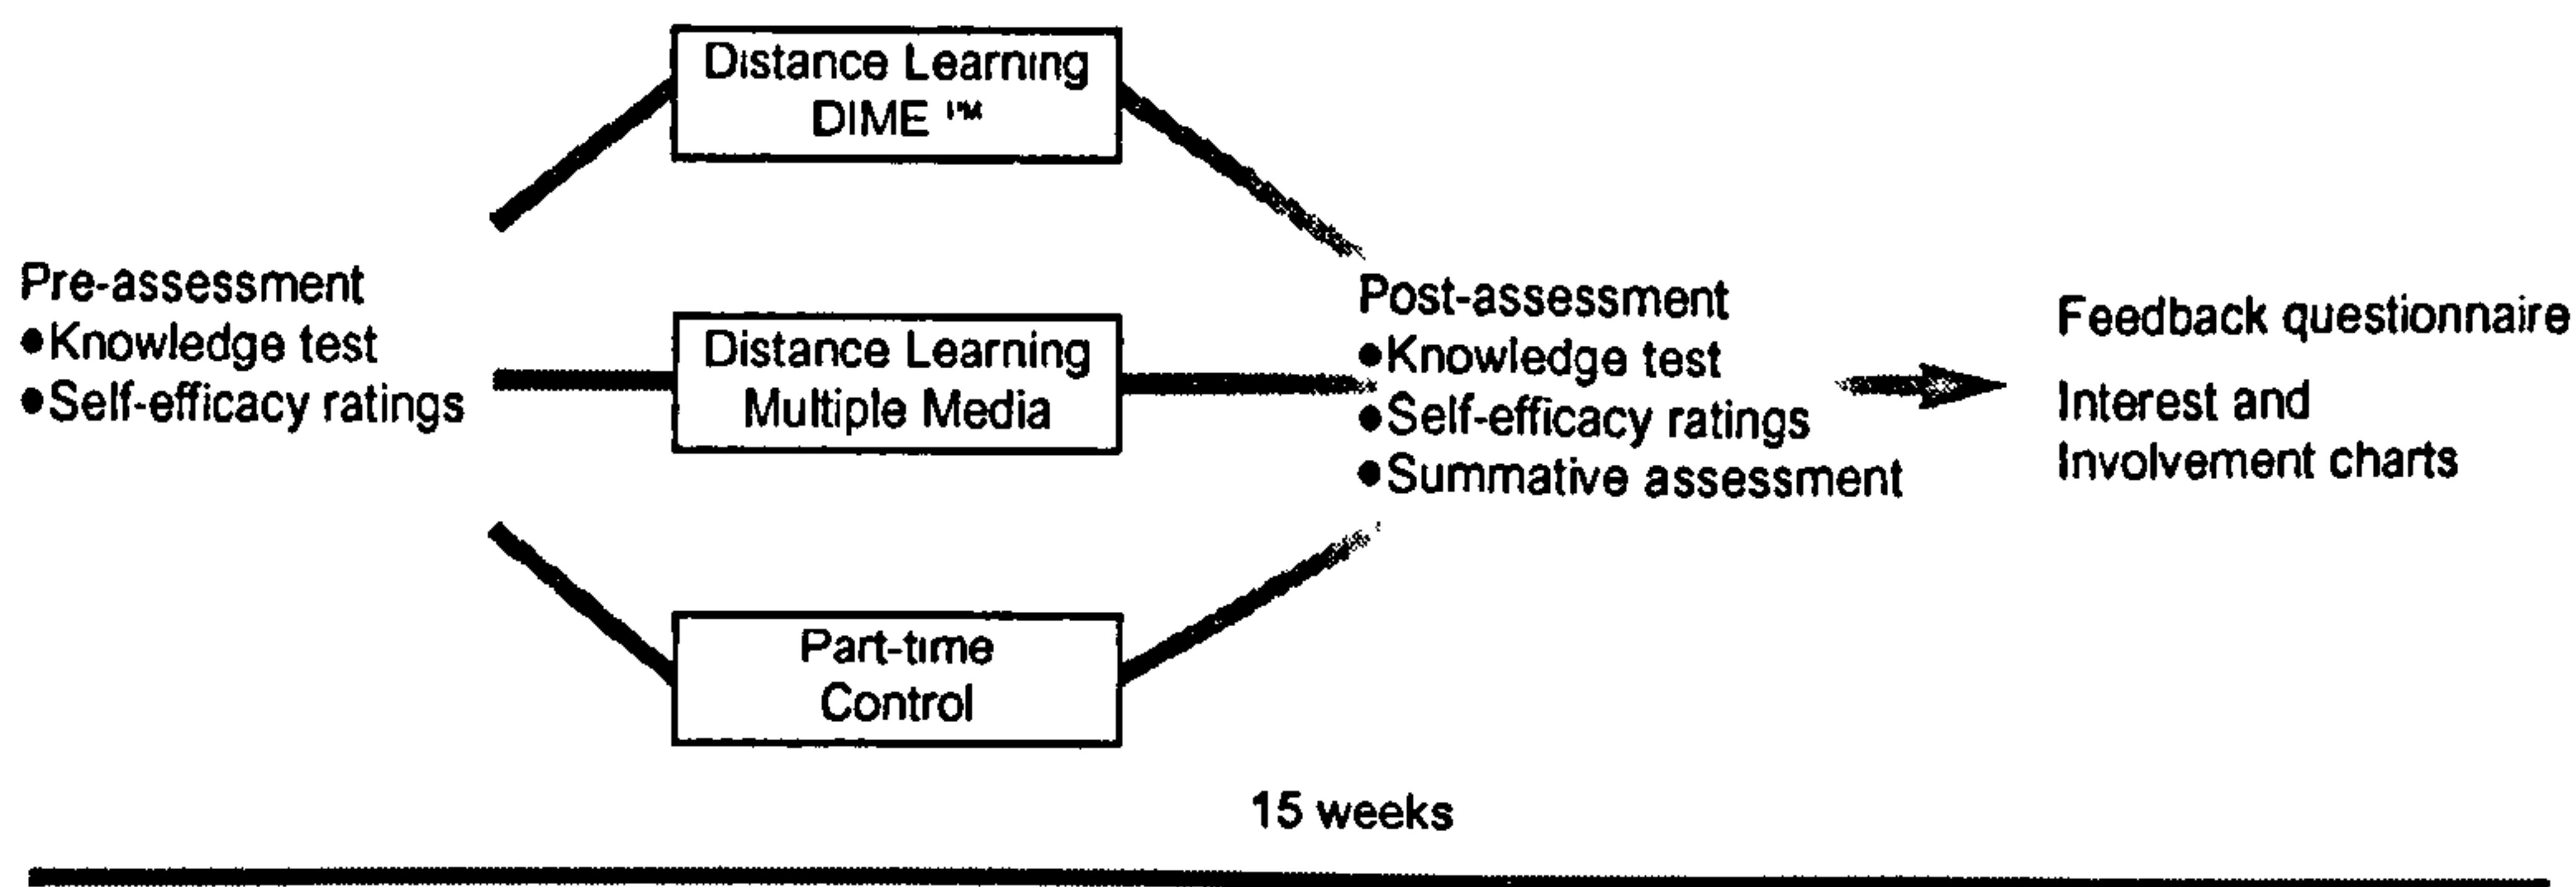 Distance Learning
DIME ™
Pre-assessment
●Knowledge test
●Self-efficacy ratings
Distance Learning
Multiple Media
Post-assessment
●Knowledge test
●Self-efficacy ratings
●Summative assessment
Feedback questionnaire
Interest and
Involvement charts
Part-time
Control
15 weeks